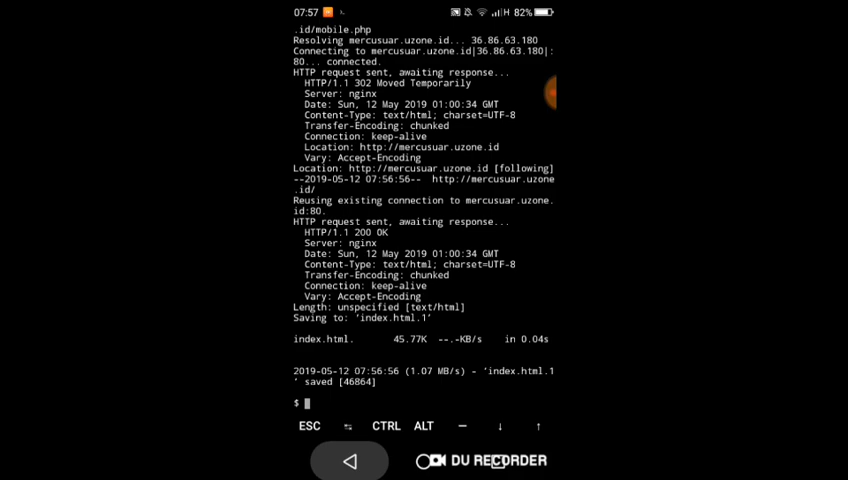 07:57 H 82%
.id/mobile.php
Resolving mercusuar.uzone.id... 36.86.63.180
Connecting to mercusuar.uzone.id|36.86.63.180|:
80... connected.
HTTP request sent, awaiting response...
HTTP/1.1 302 Moved Temporarily
Server: nginx
Date: Sun, 12 May 2019 01:00:34 GMT
Content-Type: text/html; charset=UTF-8
Transfer-Encoding: chunked
Connection: keep-alive
Location: http://mercusuar.uzone.id
Vary: Accept-Encoding
Location: http://mercusuar.uzone.id [following]
--2019-05-12 07:56:56-- http://mercusuar.uzone
.id/
Reusing existing connection to mercusuar.uzone.
id:80.
HTTP request sent, awaiting response...
HTTP/1.1 200 OK
Server: nginx
Date: Sun, 12 May 2019 01:00:34 GMT
Content-Type: text/html; charset=UTF-8
Transfer-Encoding: chunked
Connection: keep-alive
Vary: Accept-Encoding
Length: unspecified [text/html]
Saving to: ‘index.html.1’
index.html. 45.77K --.-KB/s in 0.04s
2019-05-12 07:56:56 (1.07 MB/s) - ‘index.html.1
’ saved [46864]
$
ESC ⇆ CTRL ALT — ↓ ↑
DU RECORDER